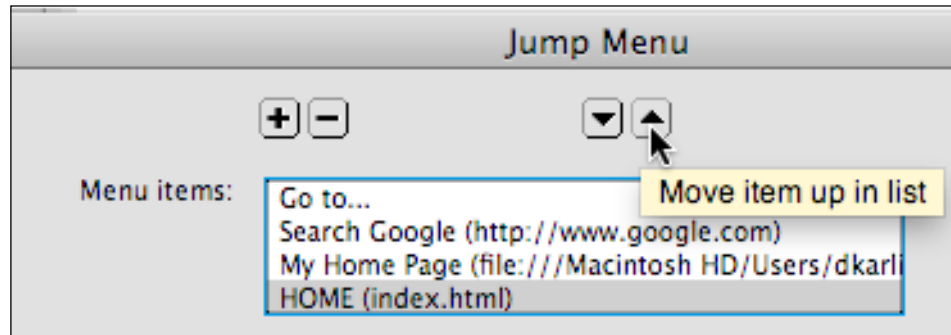 Jump Menu
Menu items:
Go to...
Move item up in list
Search Google (http://www.google.com)
My Home Page (file:///Macintosh HD/Users/dkarli
HOME (index.html)